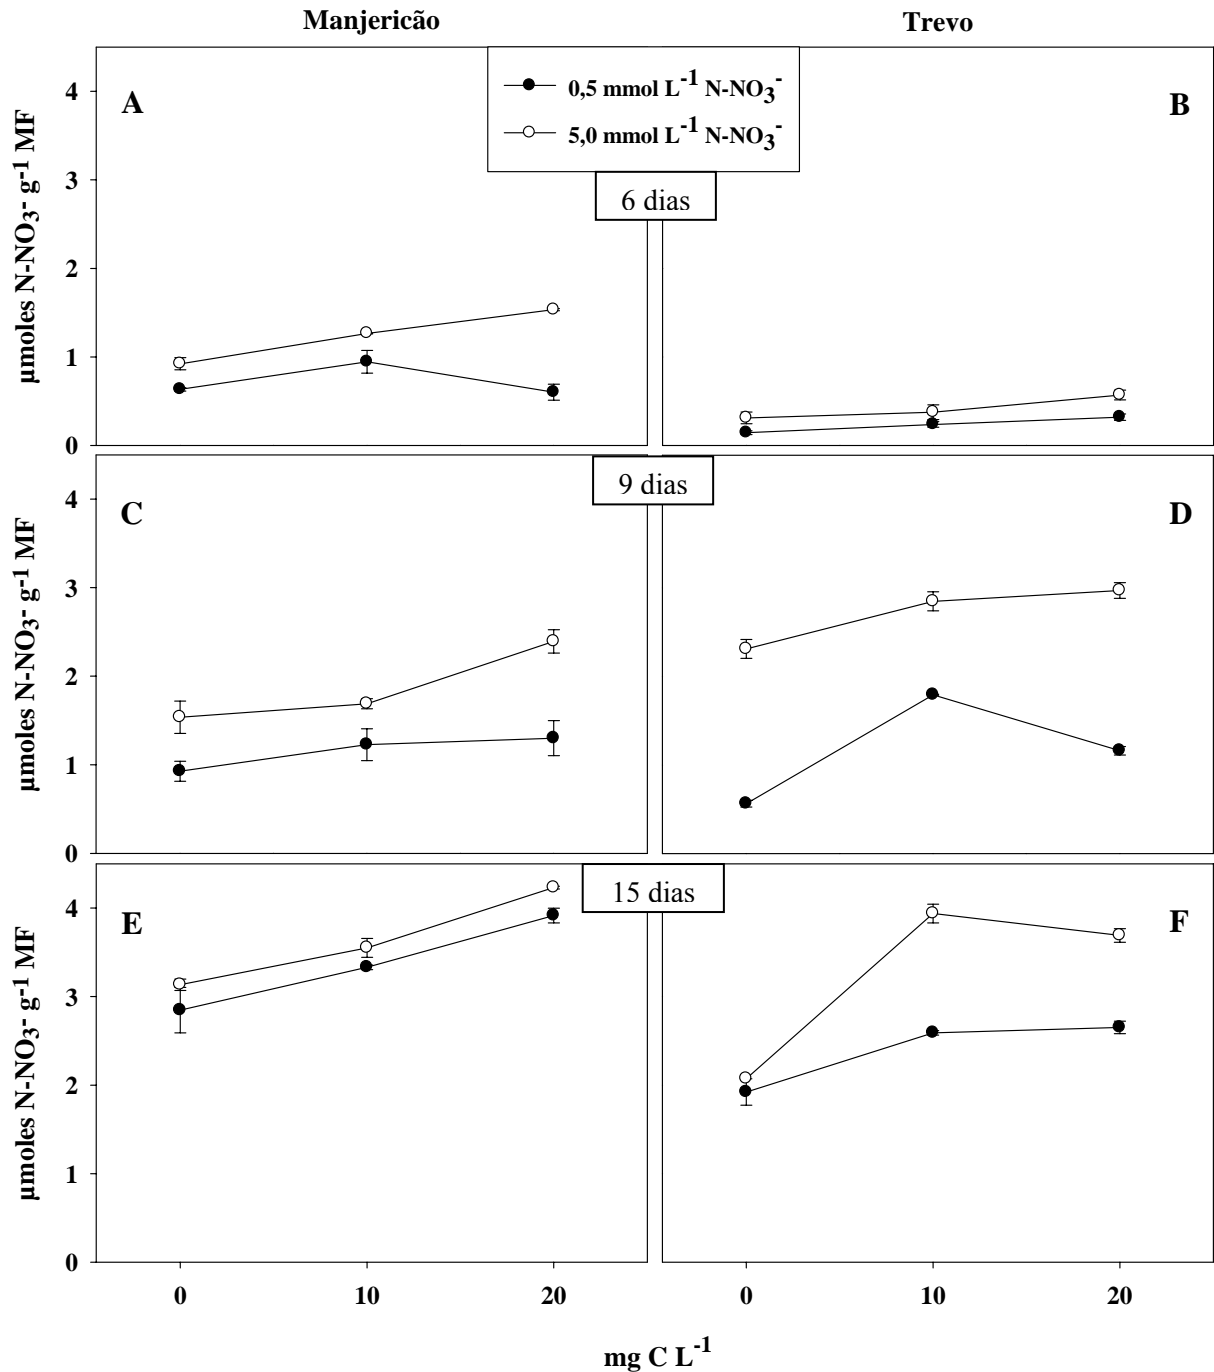 Manjericão
Trevo
0,5 mmol L-1 N-NO3-
5,0 mmol L-1 N-NO3-
A
B
6 dias
4
3
2
1
0
µmoles N-NO3- g-1 MF
9 dias
C
D
4
3
2
1
0
µmoles N-NO3- g-1 MF
15 dias
E
F
4
3
2
1
0
µmoles N-NO3- g-1 MF
0 10 20 0 10 20
mg C L-1